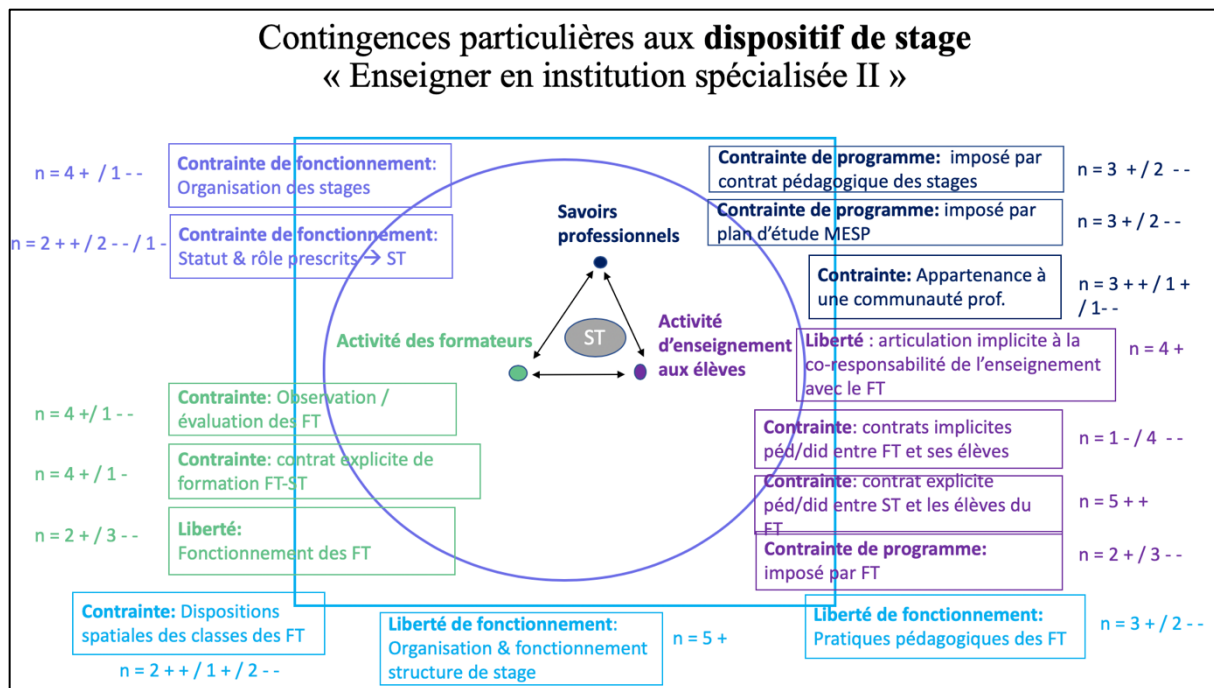 Contingences particulières aux dispositif de stage
« Enseigner en institution spécialisée II »
n = 4 + / 1 - -
Contrainte de fonctionnement:
Organisation des stages
n = 2 + + / 2 - - / 1 -
Contrainte de fonctionnement:
Statut & rôle prescrits → ST
Savoirs
professionnels
Activité des formateurs
ST
Activité
d'enseignement
aux élèves
Contrainte de programme: imposé par
contrat pédagogique des stages
n = 3 + / 2 - -
Contrainte de programme: imposé par
plan d'étude MESP
n = 3 + / 2 - -
Contrainte: Appartenance à
une communauté prof.
n = 3 + + / 1 +
/ 1- -
Liberté : articulation implicite à la
co-responsabilité de l'enseignement
avec le FT
n = 4 +
n = 4 +/ 1 - -
Contrainte: Observation /
évaluation des FT
n = 4 + / 1 -
Contrainte: contrat explicite de
formation FT-ST
n = 2 + / 3 - -
Liberté:
Fonctionnement des FT
Contrainte: contrats implicites
péd/did entre FT et ses élèves
n = 1 - / 4 - -
Contrainte: contrat explicite
péd/did entre ST et les élèves du
FT
n = 5 + +
Contrainte de programme:
imposé par FT
n = 2 + / 3 - -
Contrainte: Dispositions
spatiales des classes des FT
n = 2 + + / 1 + / 2 - -
Liberté de fonctionnement:
Organisation & fonctionnement
structure de stage
n = 5 +
Liberté de fonctionnement:
Pratiques pédagogiques des FT
n = 3 + / 2 - -